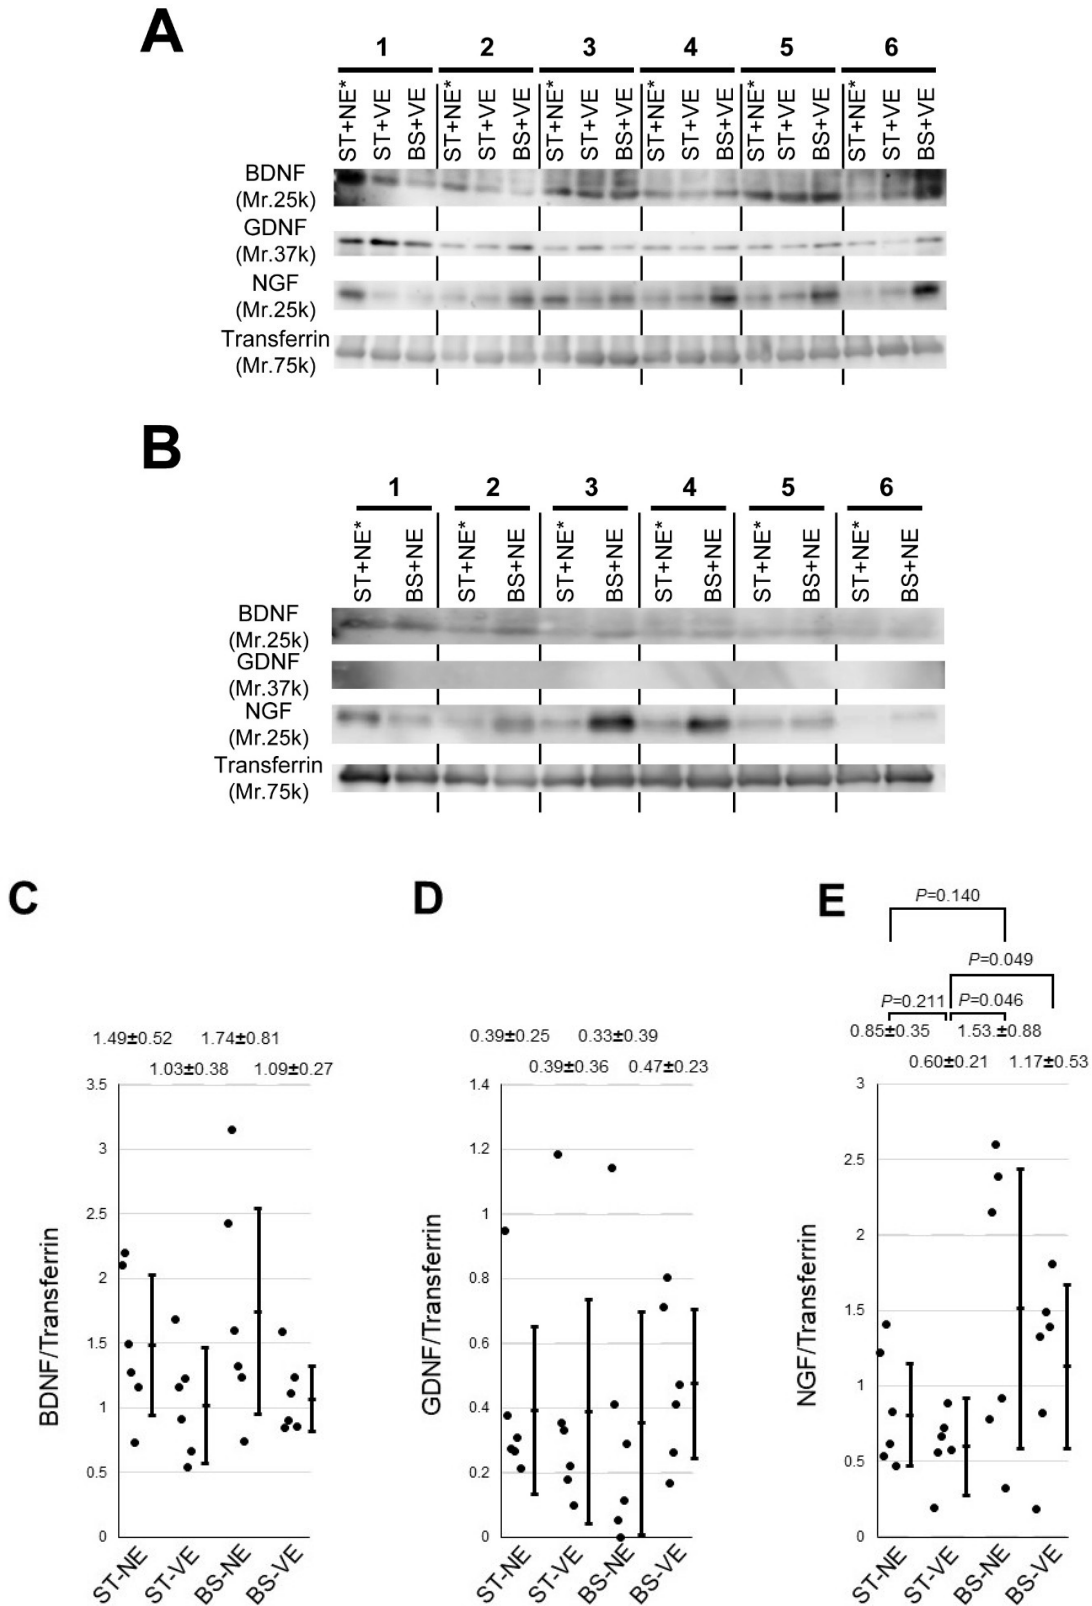 A
1 2 3 4 5 6
ST+NE* ST+VE BS+VE ST+NE* ST+VE BS+VE ST+NE* ST+VE BS+VE ST+NE* ST+VE BS+VE ST+NE* ST+VE BS+VE ST+NE* ST+VE BS+VE
BDNF
(Mr.25k)
GDNF
(Mr.37k)
NGF
(Mr.25k)
Transferrin
(Mr.75k)
B
1 2 3 4 5 6
ST+NE* BS+NE ST+NE* BS+NE ST+NE* BS+NE ST+NE* BS+NE ST+NE* BS+NE ST+NE* BS+NE
BDNF
(Mr.25k)
GDNF
(Mr.37k)
NGF
(Mr.25k)
Transferrin
(Mr.75k)
C
1.49±0.52 1.74±0.81
1.03±0.38 1.09±0.27
BDNF/Transferrin
3.5
3
2.5
2
1.5
1
0.5
0
ST-NE ST-VE BS-NE BS-VE
D
0.39±0.25 0.33±0.39
0.39±0.36 0.47±0.23
GDNF/Transferrin
1.4
1.2
1
0.8
0.6
0.4
0.2
0
ST-NE ST-VE BS-NE BS-VE
E
P=0.140
P=0.049
P=0.211 P=0.046
0.85±0.35 1.53.±0.88
0.60±0.21 1.17±0.53
NGF/Transferrin
3
2.5
2
1.5
1
0.5
0
ST-NE ST-VE BS-NE BS-VE